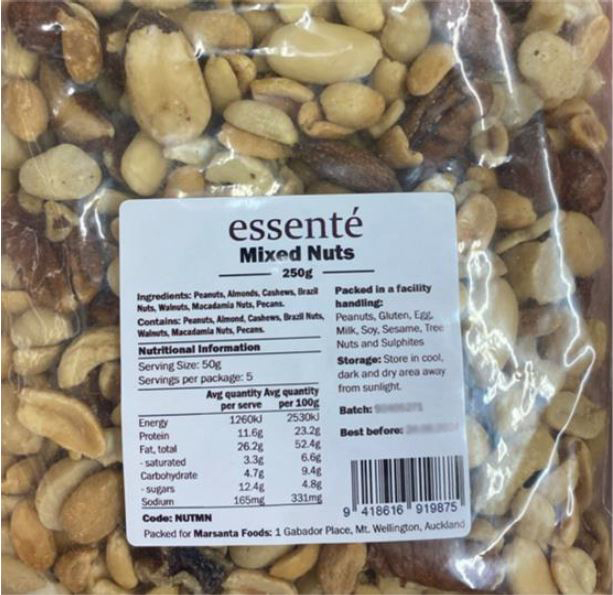 essenté
Mixed Nuts
250g
Ingredients: Peanuts, Almonds, Cashews, Brazil
Nuts, Walnuts, Macadamia Nuts, Pecans.
Contains: Peanuts, Almond, Cashews, Brazil Nuts,
Walnuts, Macadamia Nuts, Pecans.
Nutritional Information
Serving Size: 50g
Servings per package: 5
Avg quantity Avg quantity
per serve per 100g
Energy 1260kJ 2530kJ
Protein 11.6g 23.2g
Fat, total 26.2g 52.4g
- saturated 3.3g 6.6g
Carbohydrate 4.7g 9.4g
- sugars 12.4g 4.8g
Sodium 165mg 331mg
Code: NUTMN
Packed in a facility
handling:
Peanuts, Gluten, Egg,
Milk, Soy, Sesame, Tree
Nuts and Sulphites
Storage: Store in cool,
dark and dry area away
from sunlight.
Batch:
Best before:
9 418616 919875
Packed for Marsanta Foods: 1 Gabador Place, Mt. Wellington, Auckland